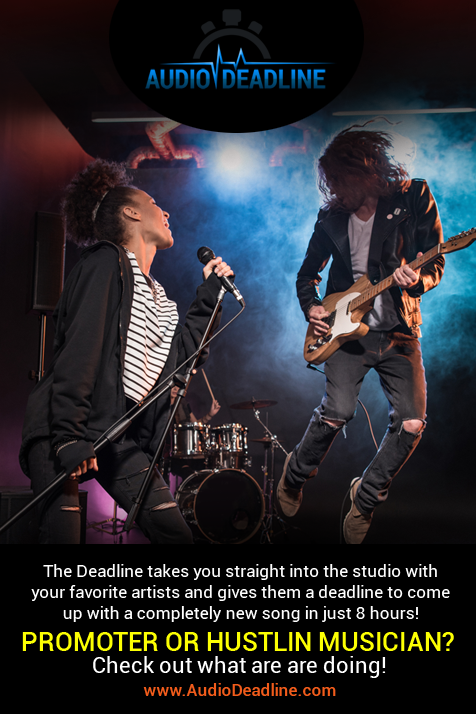 AUDIO DEADLINE
The Deadline takes you straight into the studio with
your favorite artists and gives them a deadline to come
up with a completely new song in just 8 hours!
PROMOTER OR HUSTLIN MUSICIAN?
Check out what are are doing!
www.AudioDeadline.com